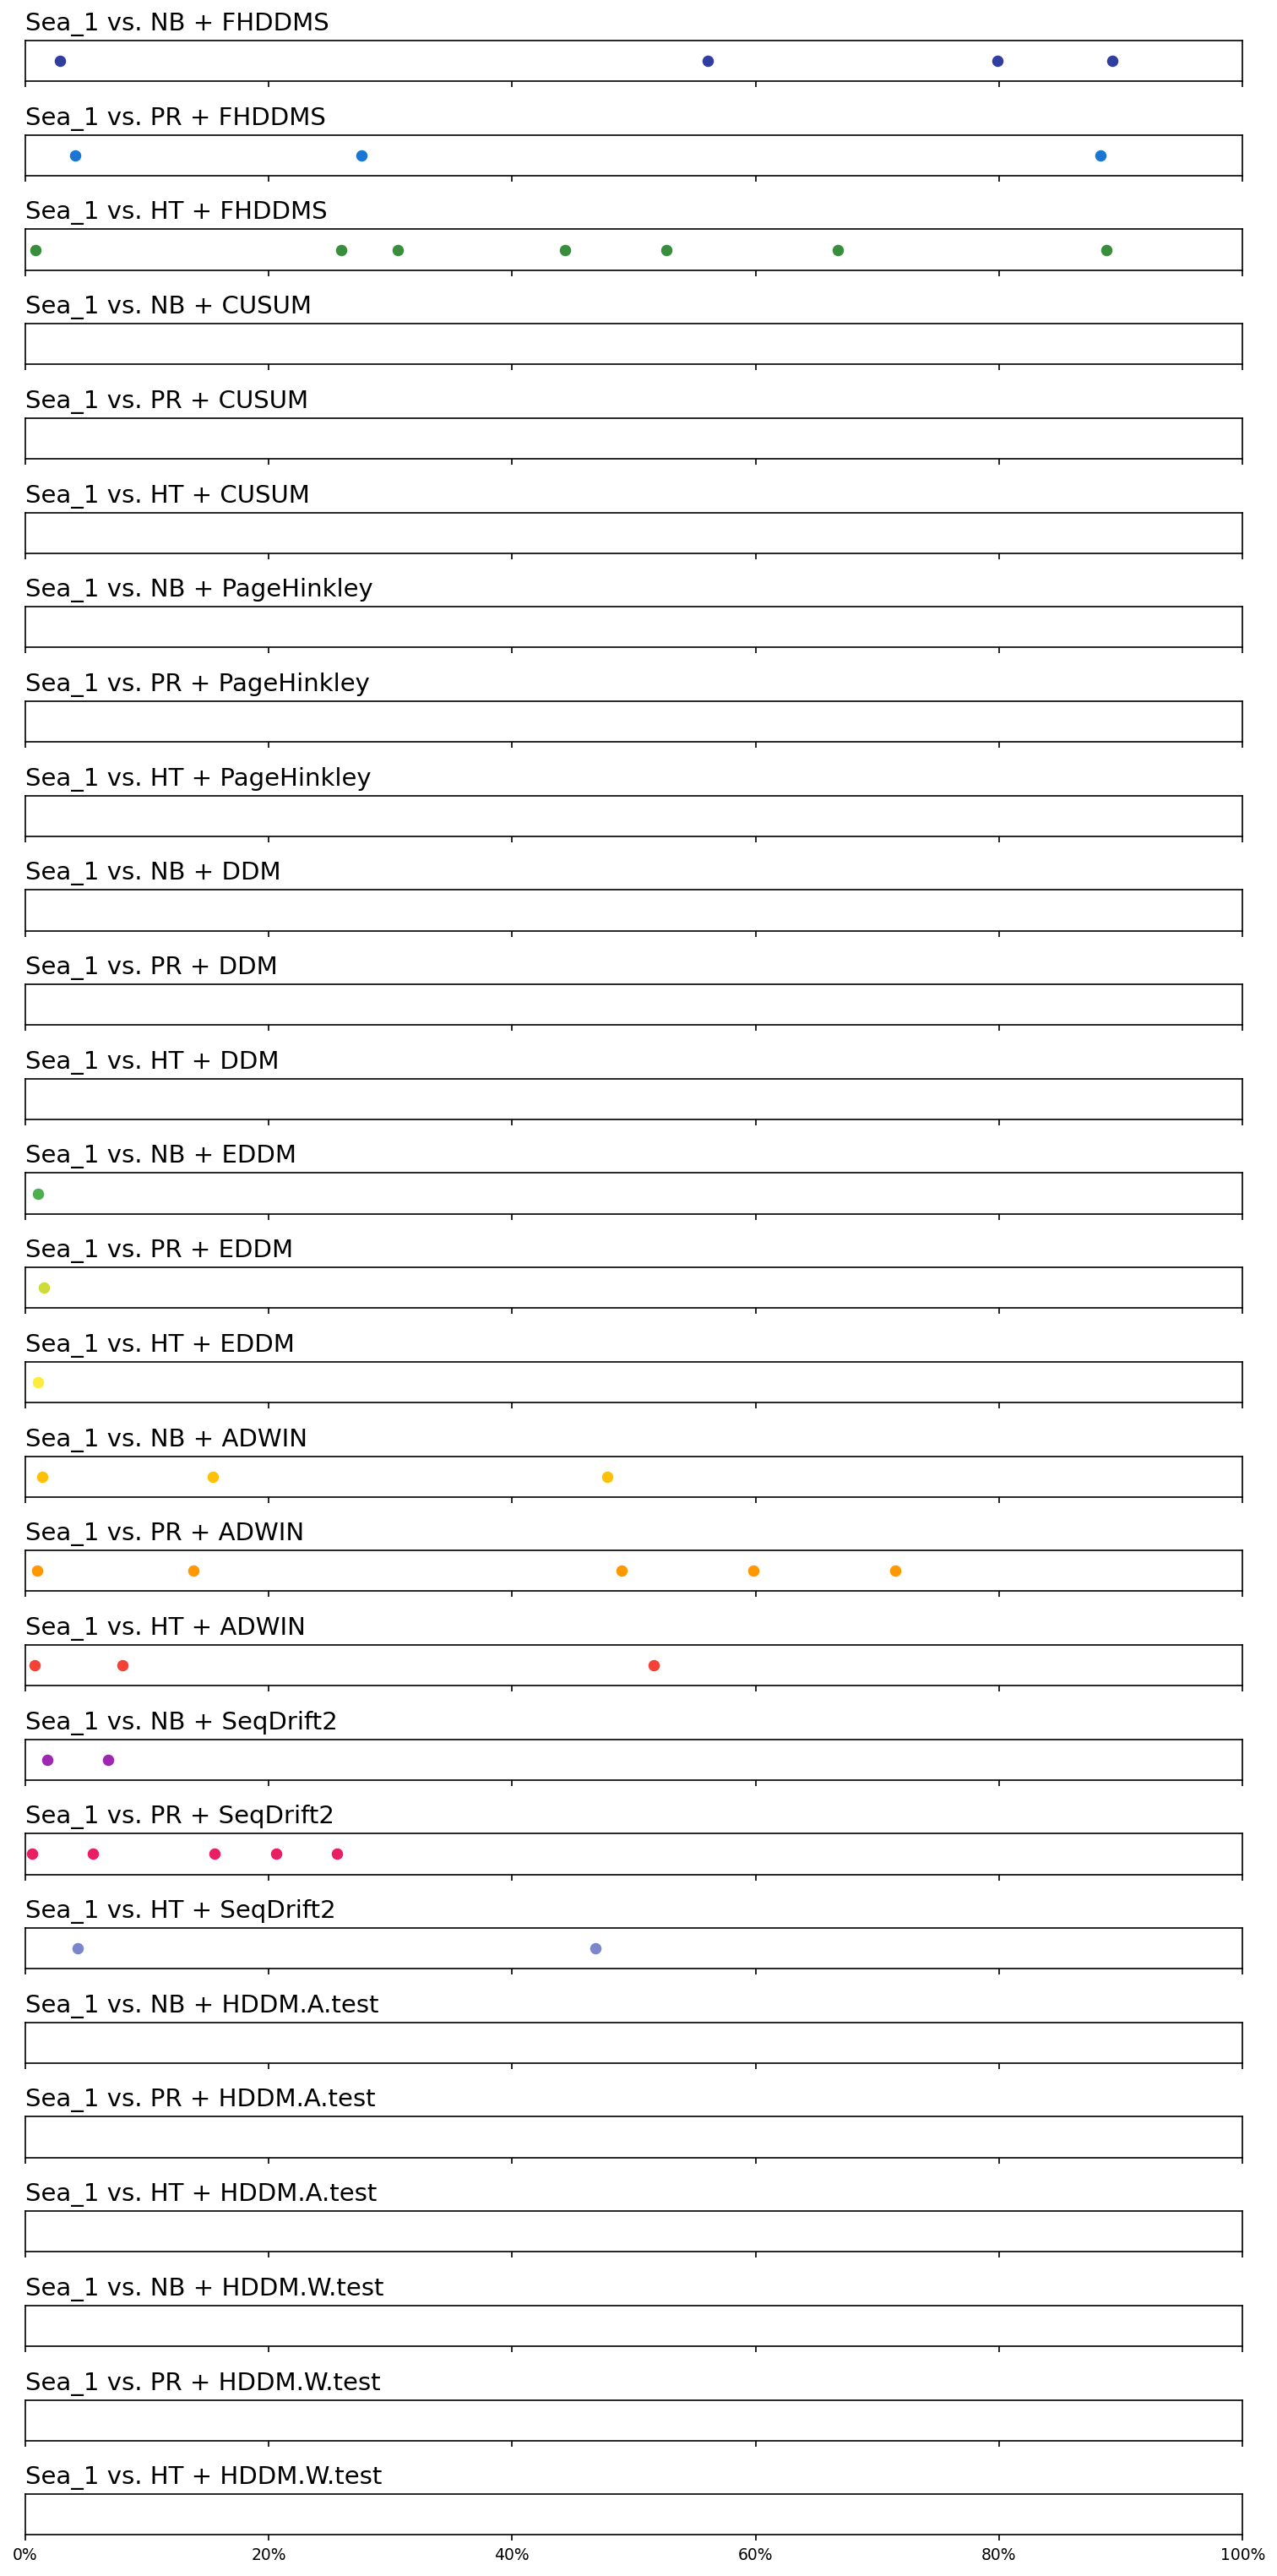 Sea_1 vs. NB + FHDDMS
Sea_1 vs. PR + FHDDMS
Sea_1 vs. HT + FHDDMS
Sea_1 vs. NB + CUSUM
Sea_1 vs. PR + CUSUM
Sea_1 vs. HT + CUSUM
Sea_1 vs. NB + PageHinkley
Sea_1 vs. PR + PageHinkley
Sea_1 vs. HT + PageHinkley
Sea_1 vs. NB + DDM
Sea_1 vs. PR + DDM
Sea_1 vs. HT + DDM
Sea_1 vs. NB + EDDM
Sea_1 vs. PR + EDDM
Sea_1 vs. HT + EDDM
Sea_1 vs. NB + ADWIN
Sea_1 vs. PR + ADWIN
Sea_1 vs. HT + ADWIN
Sea_1 vs. NB + SeqDrift2
Sea_1 vs. PR + SeqDrift2
Sea_1 vs. HT + SeqDrift2
Sea_1 vs. NB + HDDM.A.test
Sea_1 vs. PR + HDDM.A.test
Sea_1 vs. HT + HDDM.A.test
Sea_1 vs. NB + HDDM.W.test
Sea_1 vs. PR + HDDM.W.test
Sea_1 vs. HT + HDDM.W.test
0% 20% 40% 60% 80% 100%